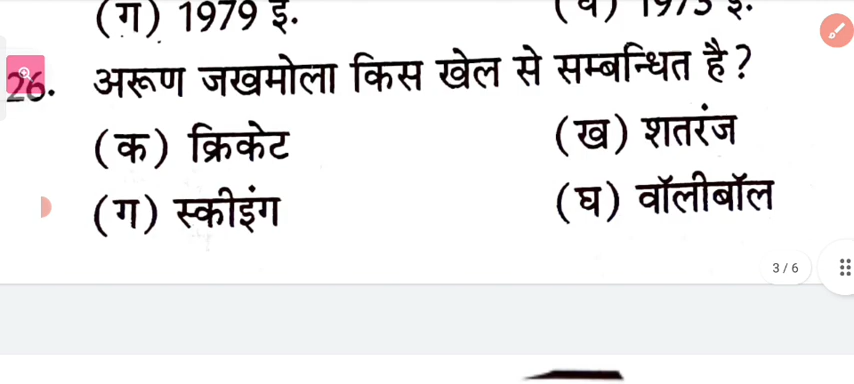 (ग) 1979 ई.
26. अरूण जखमोला किस खेल से सम्बन्धित है?
(क) क्रिकेट (ख) शतरंज
(ग) स्कीइंग (घ) वॉलीबॉल
3 / 6